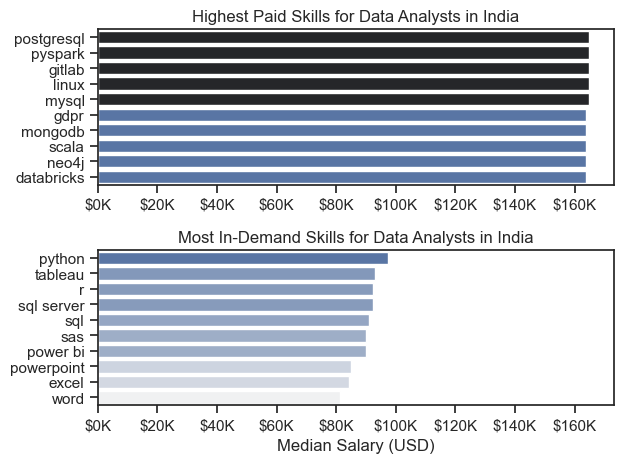 Highest Paid Skills for Data Analysts in India
postgresql
pyspark
gitlab
linux
mysql
gdpr
mongodb
scala
neo4j
databricks
$0K $20K $40K $60K $80K $100K $120K $140K $160K
Most In-Demand Skills for Data Analysts in India
python
tableau
r
sql server
sql
sas
power bi
powerpoint
excel
word
$0K $20K $40K $60K $80K $100K $120K $140K $160K
Median Salary (USD)